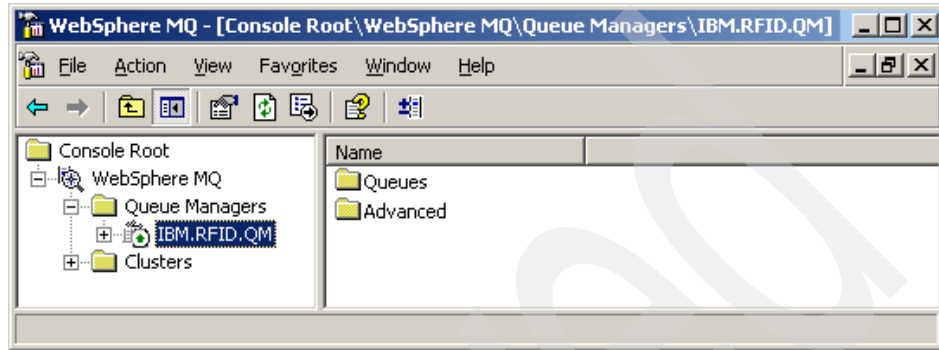 WebSphere MQ - [Console Root\WebSphere MQ\Queue Managers\IBM.RFID.QM]
File Action View Favorites Window Help
Console Root
WebSphere MQ
Queue Managers
IBM.RFID.QM
Clusters
Name
Queues
Advanced